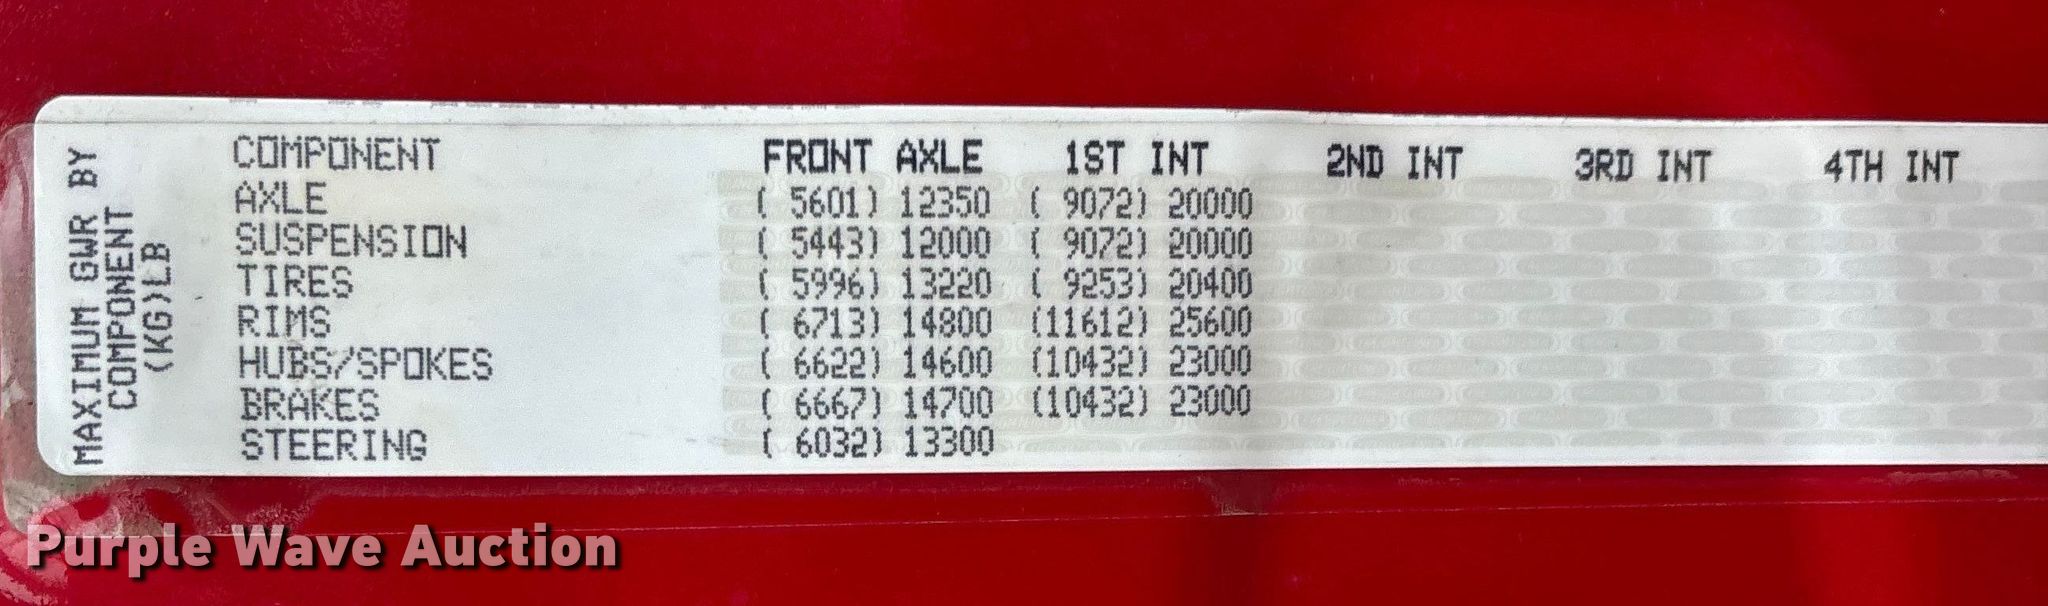 MAXIMUM GWR BY
COMPONENT
(KG)LB
COMPONENT FRONT AXLE 1ST INT 2ND INT 3RD INT 4TH INT
AXLE ( 5601) 12350 ( 9072) 20000
SUSPENSION ( 5443) 12000 ( 9072) 20000
TIRES ( 5996) 13220 ( 9253) 20400
RIMS ( 6713) 14800 (11612) 25600
HUBS/SPOKES ( 6622) 14600 (10432) 23000
BRAKES ( 6667) 14700 (10432) 23000
STEERING ( 6032) 13300
Purple Wave Auction